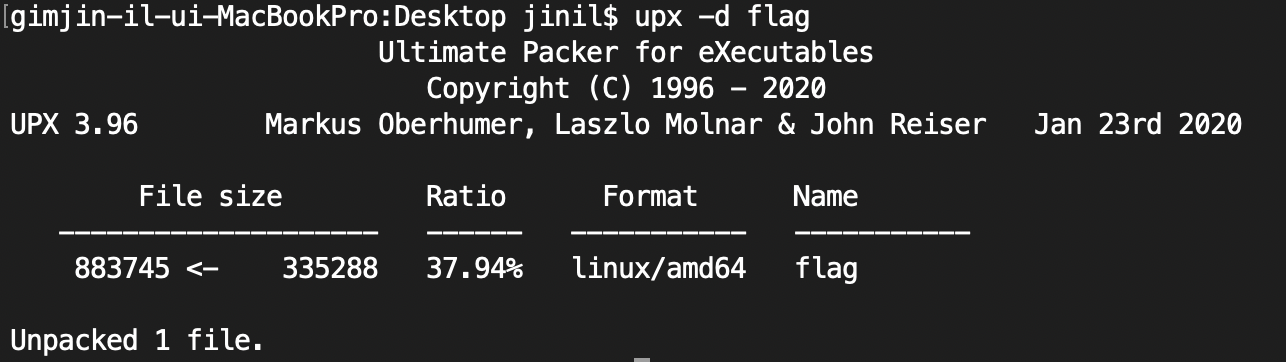 [gimjin-il-ui-MacBookPro:Desktop jinil$ upx -d flag
Ultimate Packer for eXecutables
Copyright (C) 1996 - 2020
UPX 3.96 Markus Oberhumer, Laszlo Molnar & John Reiser Jan 23rd 2020
File size Ratio Format Name
-------------------- ------ ----------- -----------
883745 <- 335288 37.94% linux/amd64 flag
Unpacked 1 file.